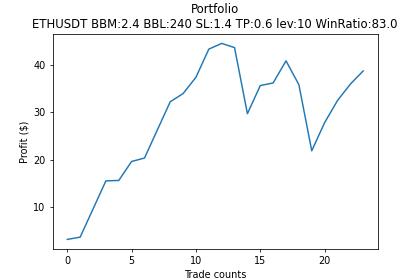 Portfolio
ETHUSDT BBM:2.4 BBL:240 SL:1.4 TP:0.6 lev:10 WinRatio:83.0
40
30
20
10
Profit ($)
0 5 10 15 20
Trade counts